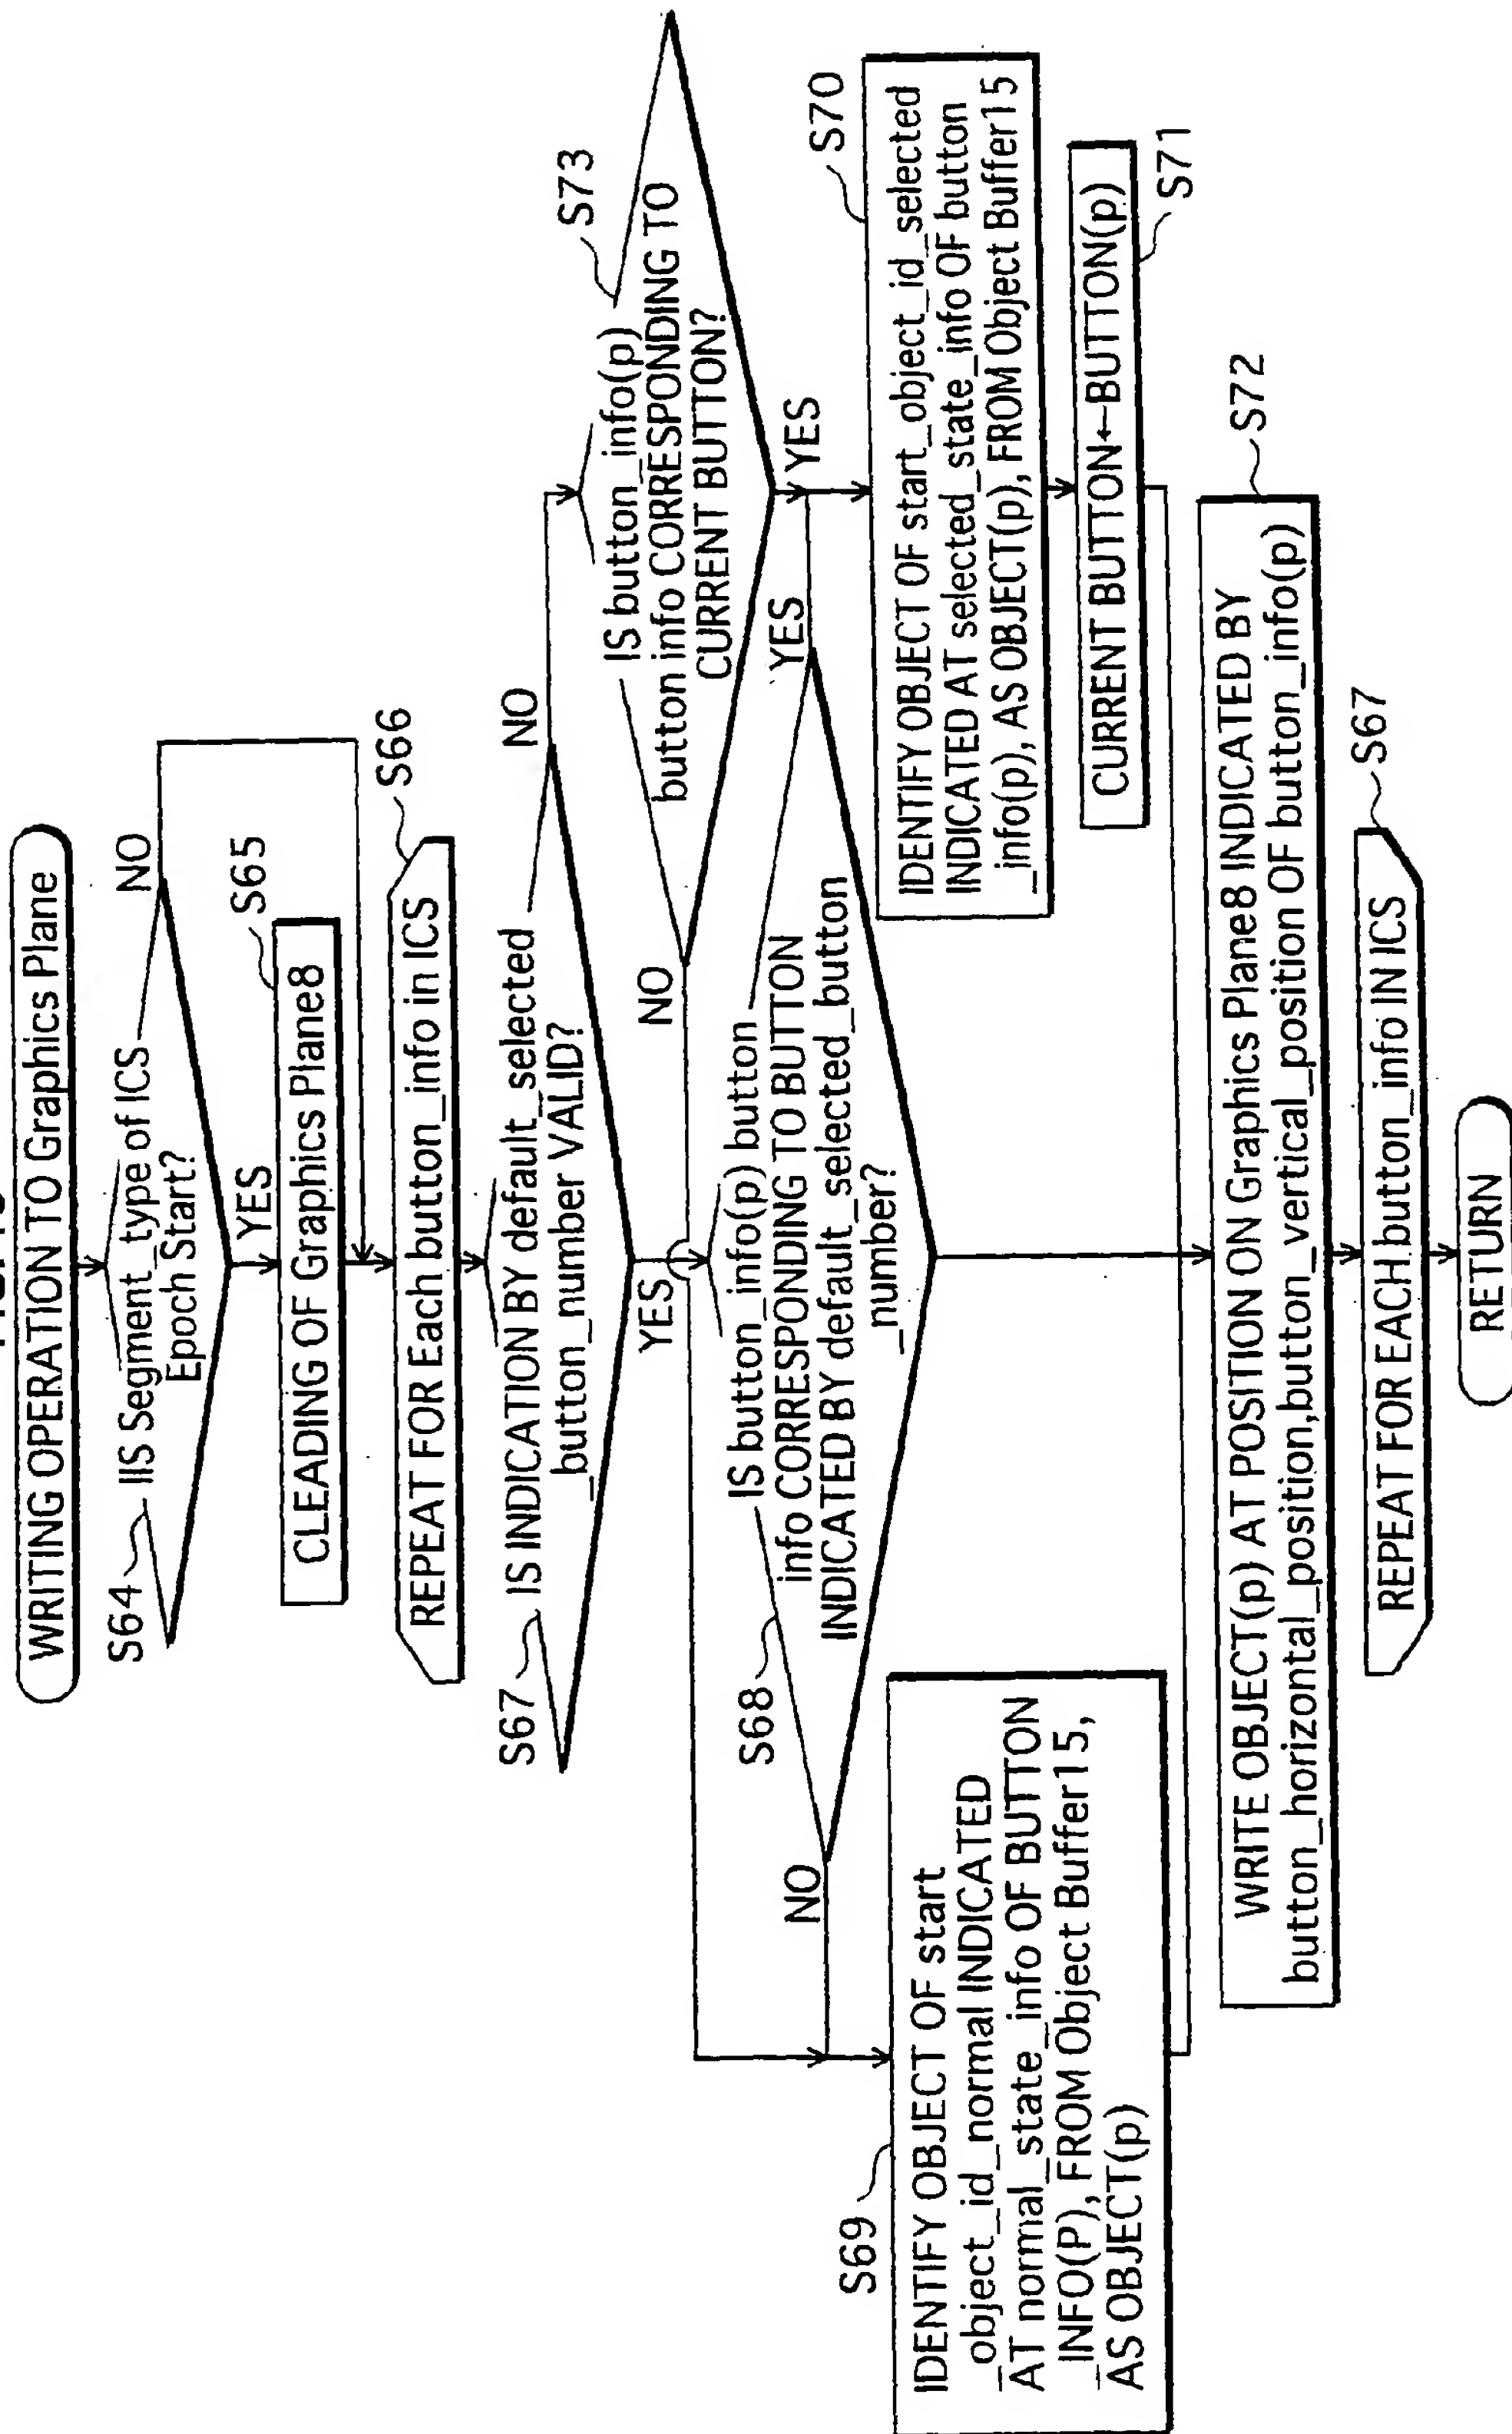 WRITING OPERATION TO Graphics Plane
S64
IIS Segment_type of ICS
Epoch Start?
NO
YES
S65
CLEADING OF Graphics Plane8
S66
REPEAT FOR Each button_info in ICS
S67
IS INDICATION BY default_selected
_button_number VALID?
NO
YES
S73
IS button_info(p)
button info CORRESPONDING TO
CURRENT BUTTON?
NO
YES
S68
IS button_info(p) button
info CORRESPONDING TO BUTTON
INDICATED BY default_selected_button
_number?
NO
YES
S69
IDENTIFY OBJECT OF start
_object_id_normal INDICATED
AT normal_state_info OF BUTTON
_INFO(P), FROM Object Buffer15,
AS OBJECT(p)
S70
IDENTIFY OBJECT OF start_object_id_selected
INDICATED AT selected_state_info OF button
_info(p), AS OBJECT(p), FROM Object Buffer15
CURRENT BUTTON←BUTTON(p)
S71
S72
WRITE OBJECT(p) AT POSITION ON Graphics Plane8 INDICATED BY
button_horizontal_position,button_vertical_position OF button_info(p)
S67
REPEAT FOR EACH.button_info IN ICS
RETURN